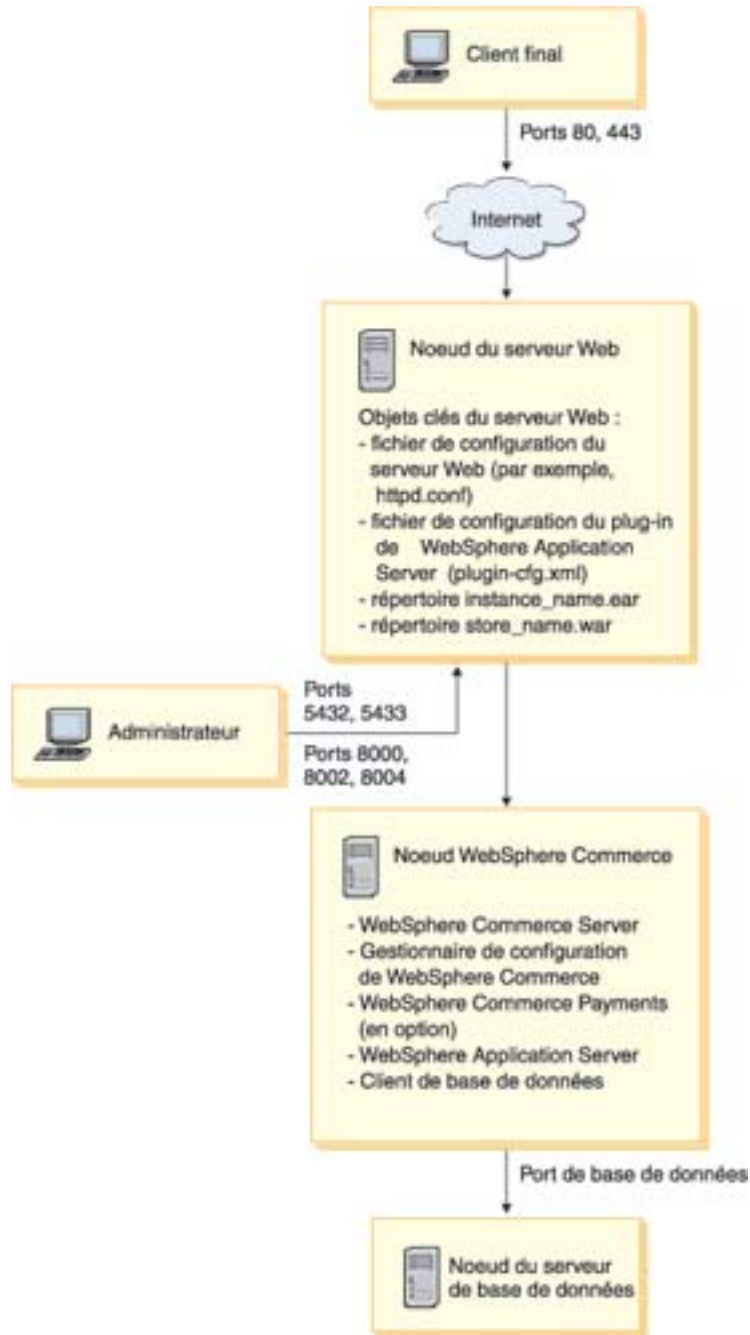 Client final
Ports 80, 443
Internet
Noeud du serveur Web
Objets clés du serveur Web :
- fichier de configuration du
serveur Web (par exemple,
httpd.conf)
- fichier de configuration du plug-in
de WebSphere Application
Server (plugin-cfg.xml)
- répertoire instance_name.ear
- répertoire store_name.war
Administrateur
Ports
5432, 5433
Ports 8000,
8002, 8004
Noeud WebSphere Commerce
- WebSphere Commerce Server
- Gestionnaire de configuration
de WebSphere Commerce
- WebSphere Commerce Payments
(en option)
- WebSphere Application Server
- Client de base de données
Port de base de données
Noeud du serveur
de base de données